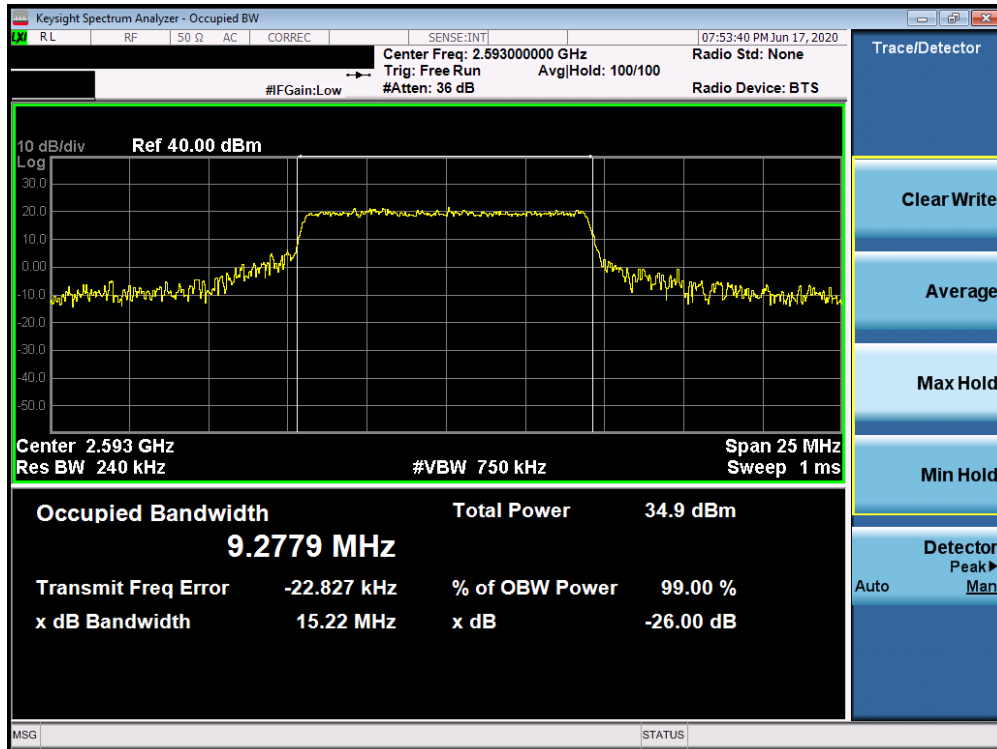 Keysight Spectrum Analyzer - Occupied BW
LXI RL RF 50 Ω AC CORREC SENSE:INT 07:53:40 PM Jun 17, 2020
Center Freq: 2.593000000 GHz Radio Std: None
Trig: Free Run Avg|Hold: 100/100
#IFGain:Low #Atten: 36 dB Radio Device: BTS
10 dB/div Ref 40.00 dBm
Log
30.0
20.0
10.0
0.00
-10.0
-20.0
-30.0
-40.0
-50.0
Center 2.593 GHz Span 25 MHz
Res BW 240 kHz #VBW 750 kHz Sweep 1 ms
Occupied Bandwidth Total Power 34.9 dBm
9.2779 MHz
Transmit Freq Error -22.827 kHz % of OBW Power 99.00 %
x dB Bandwidth 15.22 MHz x dB -26.00 dB
MSG STATUS
Trace/Detector
Clear Write
Average
Max Hold
Min Hold
Detector
Peak▶
Auto Man